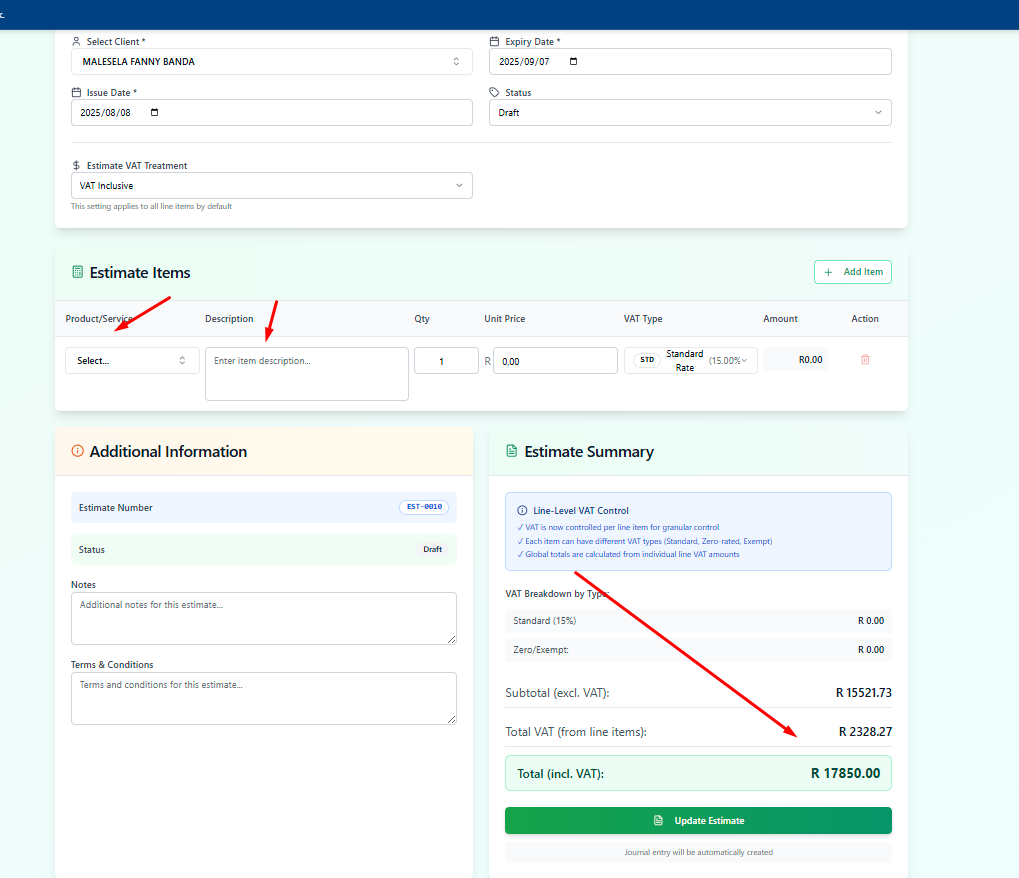 Select Client *
Expiry Date *
MALESELA FANNY BANDA
2025/09/07
Issue Date *
Status
2025/08/08
Draft
Estimate VAT Treatment
VAT Inclusive
This setting applies to all line items by default
Estimate Items
+ Add Item
Product/Service
Description
Qty
Unit Price
VAT Type
Amount
Action
Select...
Enter item description...
1
R
0,00
STD
Standard
Rate
(15.00%
R0.00
Additional Information
Estimate Number
EST-0010
Status
Draft
Notes
Additional notes for this estimate...
Terms & Conditions
Terms and conditions for this estimate...
Estimate Summary
Line-Level VAT Control
✓ VAT is now controlled per line item for granular control
✓ Each item can have different VAT types (Standard, Zero-rated, Exempt)
✓ Global totals are calculated from individual line VAT amounts
VAT Breakdown by Type:
Standard (15%)
R 0.00
Zero/Exempt:
R 0.00
Subtotal (excl. VAT):
R 15521.73
Total VAT (from line items):
R 2328.27
Total (incl. VAT):
R 17850.00
Update Estimate
Journal entry will be automatically created